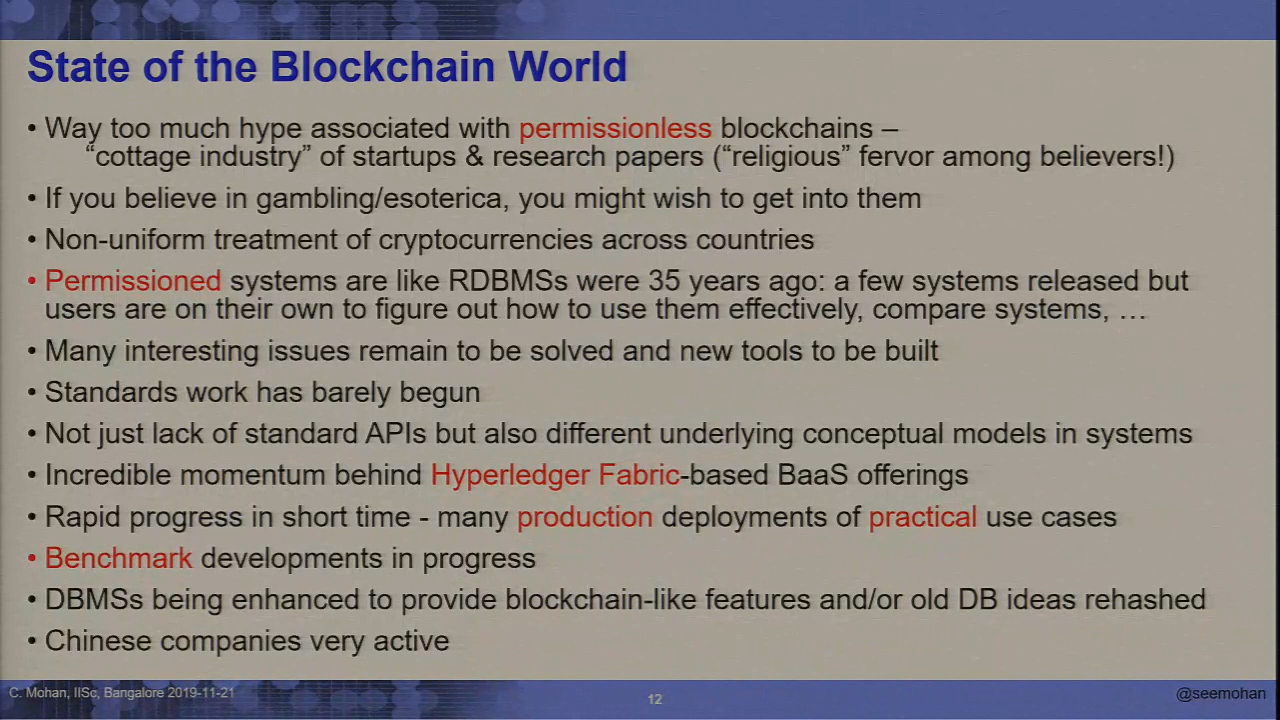 State of the Blockchain World
• Way too much hype associated with permissionless blockchains –
“cottage industry” of startups & research papers (“religious” fervor among believers!)
• If you believe in gambling/esoterica, you might wish to get into them
• Non-uniform treatment of cryptocurrencies across countries
• Permissioned systems are like RDBMSs were 35 years ago: a few systems released but
users are on their own to figure out how to use them effectively, compare systems, …
• Many interesting issues remain to be solved and new tools to be built
• Standards work has barely begun
• Not just lack of standard APIs but also different underlying conceptual models in systems
• Incredible momentum behind Hyperledger Fabric-based BaaS offerings
• Rapid progress in short time - many production deployments of practical use cases
• Benchmark developments in progress
• DBMSs being enhanced to provide blockchain-like features and/or old DB ideas rehashed
• Chinese companies very active
C. Mohan, IISc, Bangalore 2019-11-21
12
@seemohan